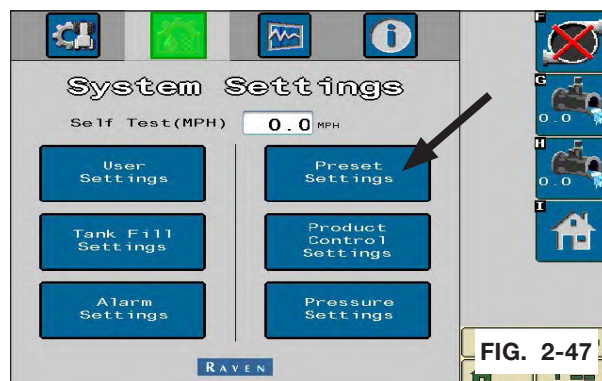 System Settings
Self Test(MPH) 0.0 MPH
User
Settings
Preset
Settings
Tank Fill
Settings
Product
Control
Settings
Alarm
Settings
Pressure
Settings
RAVEN
F
G
0.0
H
0.0
I
FIG. 2-47